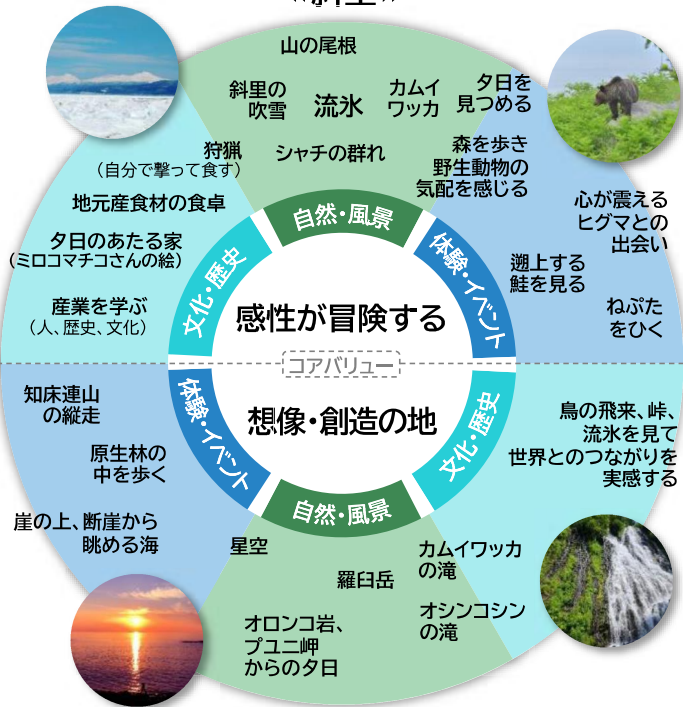 山の尾根
斜里の
吹雪
流氷
カムイ
ワッカ
夕日を
見つめる
狩猟
（自分で撃って食す）
シャチの群れ
森を歩き
野生動物の
気配を感じる
地元産食材の食卓
心が震える
ヒグマとの
出会い
夕日のあたる家
（ミロコマチコさんの絵）
遡上する
鮭を見る
産業を学ぶ
（人、歴史、文化）
ねぷた
をひく
自然・風景
文化・歴史
体験・イベント
感性が冒険する
コアバリュー
想像・創造の地
体験・イベント
文化・歴史
自然・風景
知床連山
の縦走
鳥の飛来、峠、
流氷を見て
世界とのつながりを
実感する
原生林の
中を歩く
崖の上、断崖から
眺める海
星空
羅臼岳
カムイワッカ
の滝
オロンコ岩、
プユニ岬
からの夕日
オシンコシン
の滝